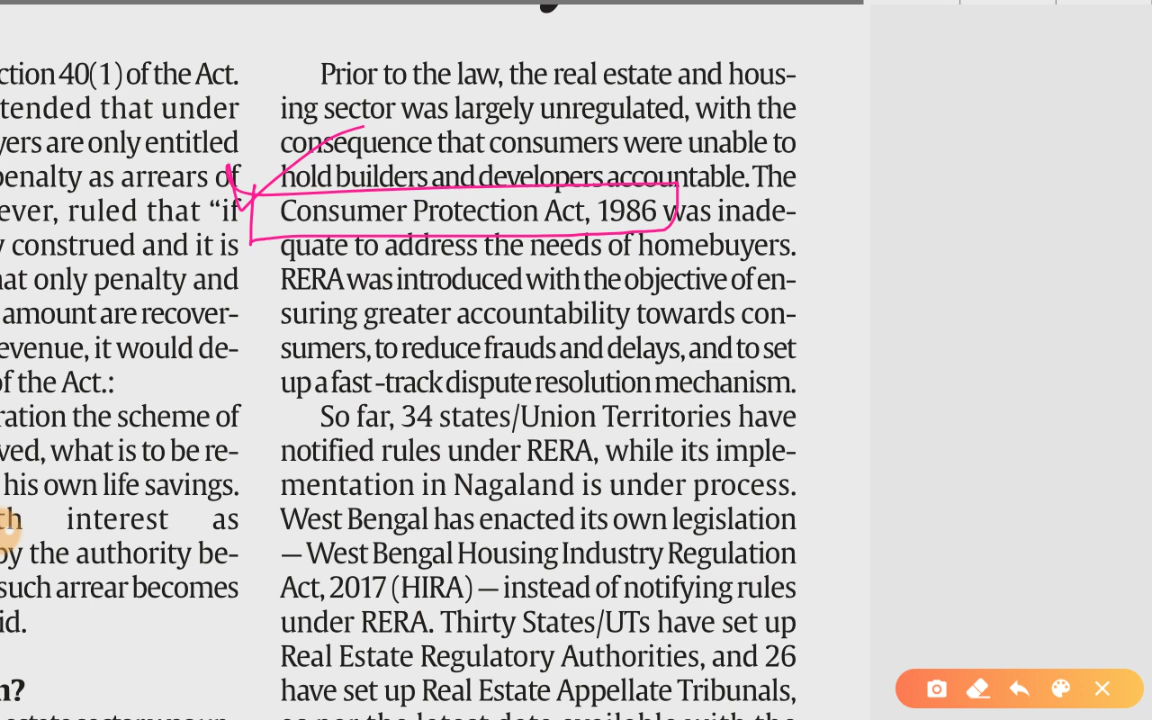 ction 40(1) of the Act.
tended that under
yers are only entitled
penalty as arrears of
ever, ruled that “if
y construed and it is
at only penalty and
amount are recover-
evenue, it would de-
of the Act.:
ration the scheme of
ved, what is to be re-
his own life savings.
th interest as
by the authority be-
such arrear becomes
id.
n?
Prior to the law, the real estate and hous-
ing sector was largely unregulated, with the
consequence that consumers were unable to
hold builders and developers accountable. The
Consumer Protection Act, 1986 was inade-
quate to address the needs of homebuyers.
RERA was introduced with the objective of en-
suring greater accountability towards con-
sumers, to reduce frauds and delays, and to set
up a fast -track dispute resolution mechanism.
So far, 34 states/Union Territories have
notified rules under RERA, while its imple-
mentation in Nagaland is under process.
West Bengal has enacted its own legislation
— West Bengal Housing Industry Regulation
Act, 2017 (HIRA) — instead of notifying rules
under RERA. Thirty States/UTs have set up
Real Estate Regulatory Authorities, and 26
have set up Real Estate Appellate Tribunals,